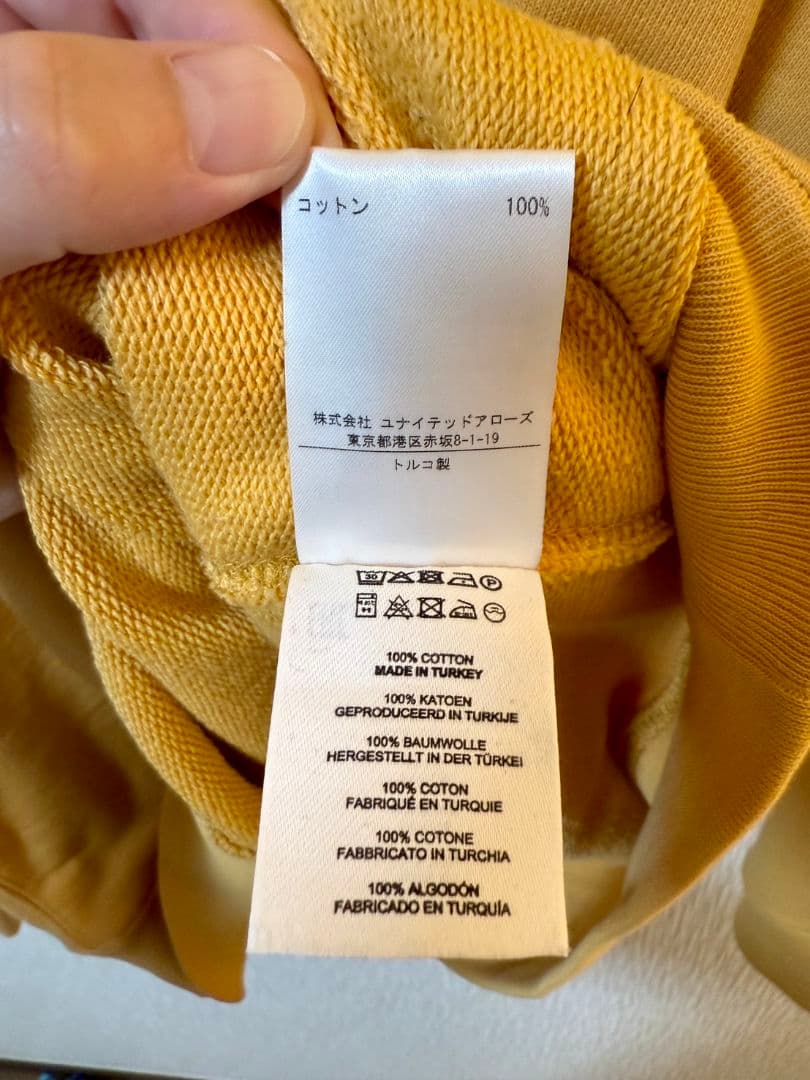 コットン 100%
株式会社 ユナイテッドアローズ
東京都港区赤坂8-1-19
トルコ製
30 P
100% COTTON
MADE IN TURKEY
100% KATOEN
GEPRODUCEERD IN TURKIJE
100% BAUMWOLLE
HERGESTELLT IN DER TÜRKEI
100% COTON
FABRIQUÉ EN TURQUIE
100% COTONE
FABBRICATO IN TURCHIA
100% ALGODÓN
FABRICADO EN TURQUÍA